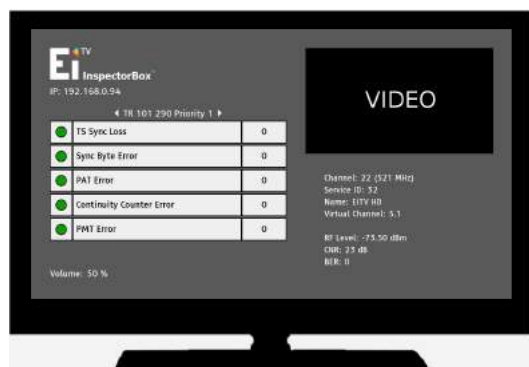 EiTV
InspectorBox
IP: 192.168.0.94
TR 101 290 Priority 1
TS Sync Loss 0
Sync Byte Error 0
PAT Error 0
Continuity Counter Error 0
PMT Error 0
Volume: 50 %
VIDEO
Channel: 22 (521 MHz)
Service ID: 32
Name: EITV HD
Virtual Channel: 5.1
RF Level: -73.50 dBm
CNR: 23 dB
BER: 0